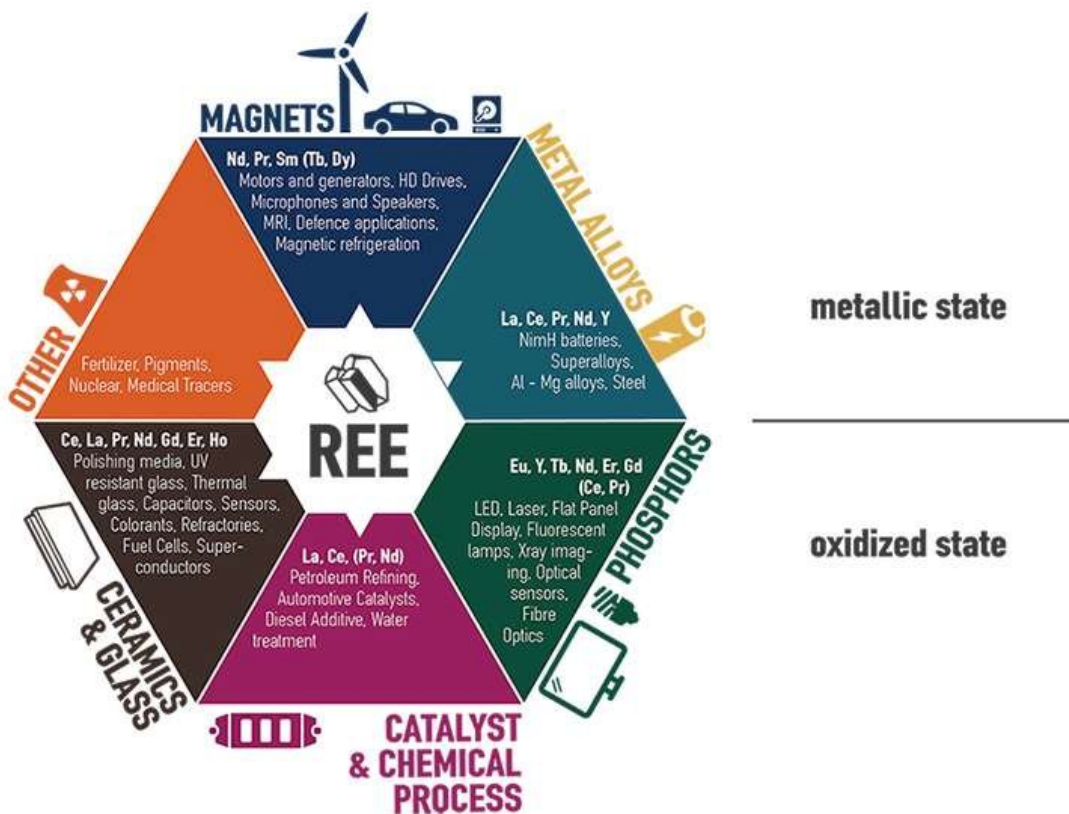 MAGNETS
Nd, Pr, Sm (Tb, Dy)
Motors and generators, HD Drives,
Microphones and Speakers,
MRI, Defence applications,
Magnetic refrigeration
METAL ALLOYS
La, Ce, Pr, Nd, Y
NimH batteries,
Superalloys,
Al - Mg alloys, Steel
metallic state
OTHER
Fertilizer, Pigments,
Nuclear, Medical Tracers
REE
Ce, La, Pr, Nd, Gd, Er, Ho
Polishing media, UV
resistant glass, Thermal
glass, Capacitors, Sensors,
Colorants, Refractories,
Fuel Cells, Super-
conductors
CERAMICS
& GLASS
Eu, Y, Tb, Nd, Er, Gd
(Ce, Pr)
LED, Laser, Flat Panel
Display, Fluorescent
lamps, Xray imag-
ing, Optical
sensors,
Fibre
Optics
PHOSPHORS
oxidized state
La, Ce, (Pr, Nd)
Petroleum Refining,
Automotive Catalysts,
Diesel Additive, Water
treatment
CATALYST
& CHEMICAL
PROCESS